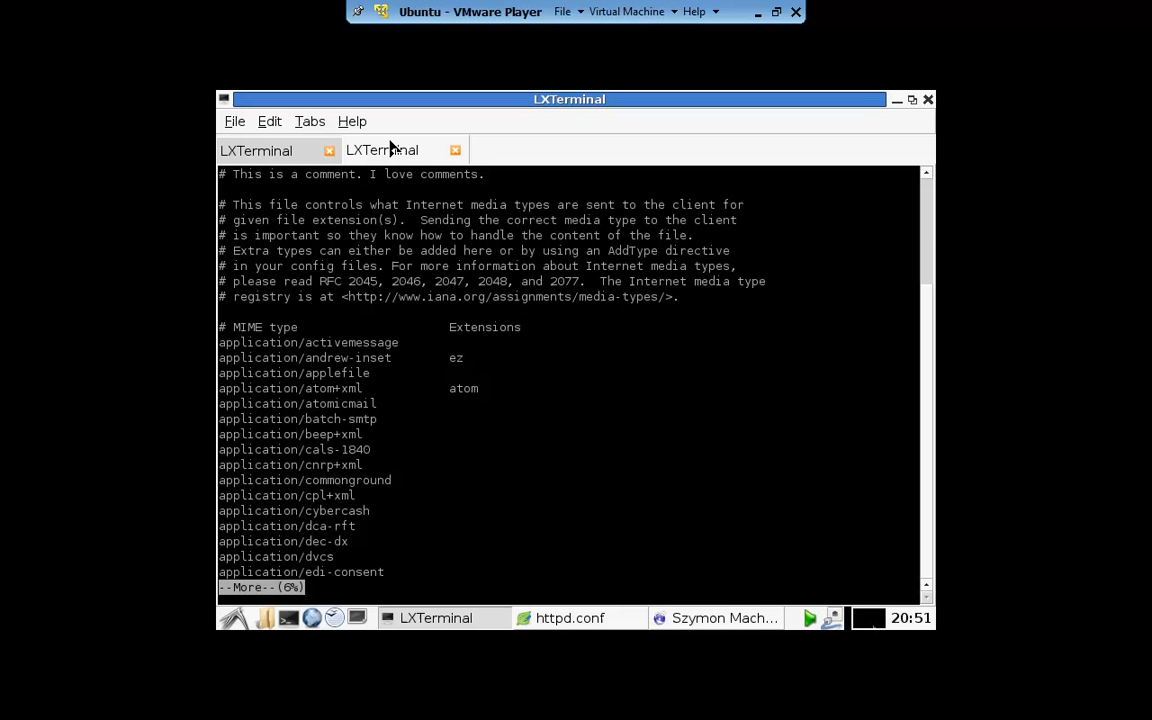 Ubuntu - VMware Player File Virtual Machine Help
LXTerminal
File Edit Tabs Help
LXTerminal LXTerminal
# This is a comment. I love comments.
# This file controls what Internet media types are sent to the client for
# given file extension(s).  Sending the correct media type to the client
# is important so they know how to handle the content of the file.
# Extra types can either be added here or by using an AddType directive
# in your config files. For more information about Internet media types,
# please read RFC 2045, 2046, 2047, 2048, and 2077.  The Internet media type
# registry is at <http://www.iana.org/assignments/media-types/>.
# MIME type Extensions
application/activemessage
application/andrew-inset ez
application/applefile
application/atom+xml atom
application/atomicmail
application/batch-smtp
application/beep+xml
application/cals-1840
application/cnrp+xml
application/commonground
application/cpl+xml
application/cybercash
application/dca-rft
application/dec-dx
application/dvcs
application/edi-consent
--More--(6%)
LXTerminal httpd.conf Szymon Mach... 20:51